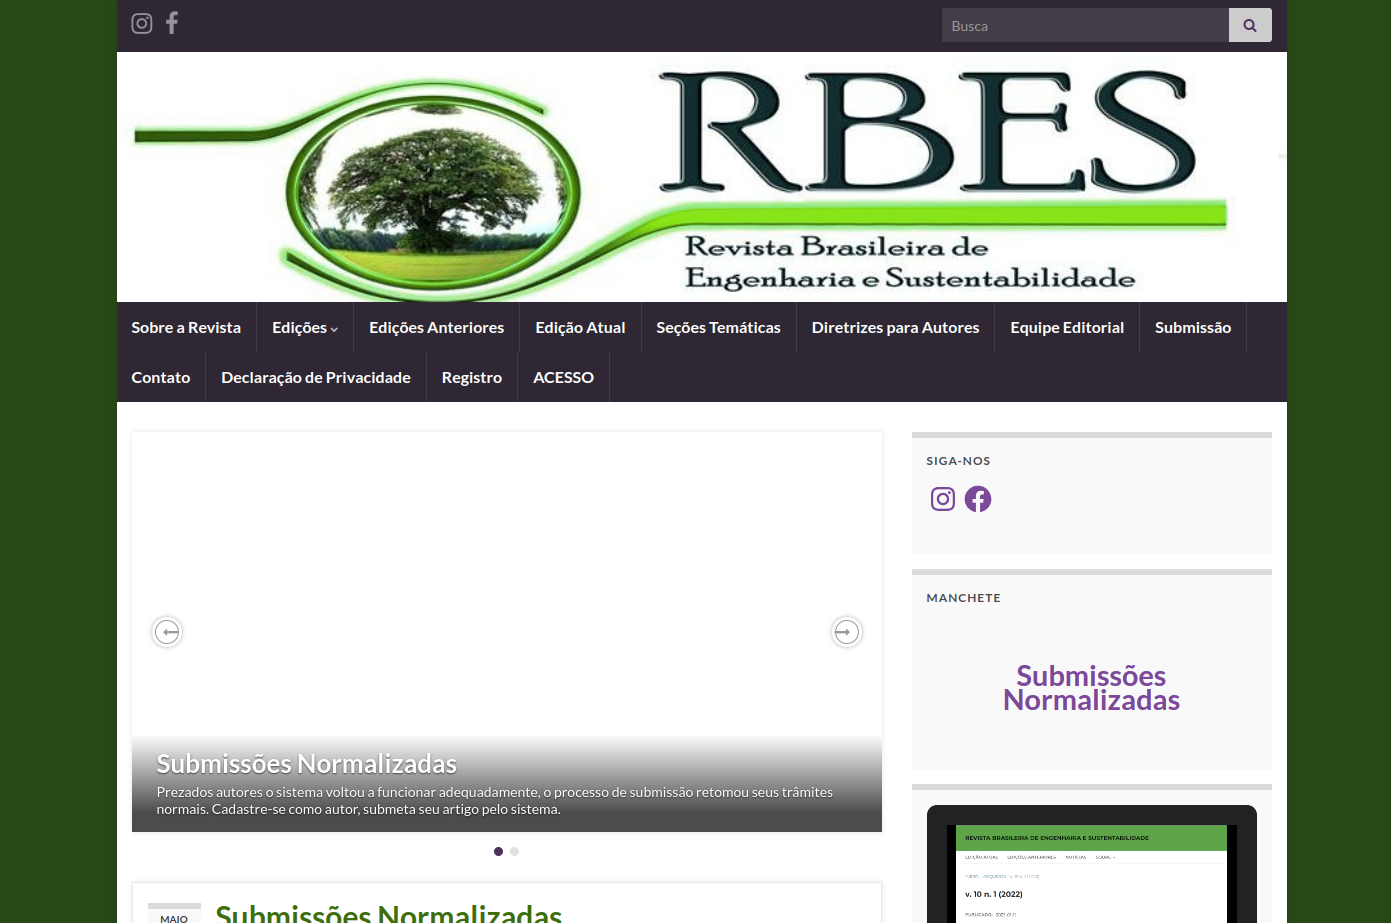 Busca
RBES
Revista Brasileira de
Engenharia e Sustentabilidade
Sobre a Revista Edições Edições Anteriores Edição Atual Seções Temáticas Diretrizes para Autores Equipe Editorial Submissão
Contato Declaração de Privacidade Registro ACESSO
Submissões Normalizadas
Prezados autores o sistema voltou a funcionar adequadamente, o processo de submissão retomou seus trâmites
normais. Cadastre-se como autor, submeta seu artigo pelo sistema.
MAIO
Submissões Normalizadas
SIGA-NOS
MANCHETE
Submissões
Normalizadas
REVISTA BRASILEIRA DE ENGENHARIA E SUSTENTABILIDADE
EDIÇÃO ATUAL EDIÇÕES ANTERIORES NOTÍCIAS SOBRE
v. 10 n. 1 (2022)